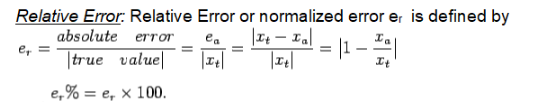 Relative Error: Relative Error or normalized error eᵣ is defined by
eᵣ = absolute error / |true value| = eₐ / |xₜ| = |xₜ − xₐ| / |xₜ| = |1 − xₐ / xₜ|
eᵣ% = eᵣ × 100.